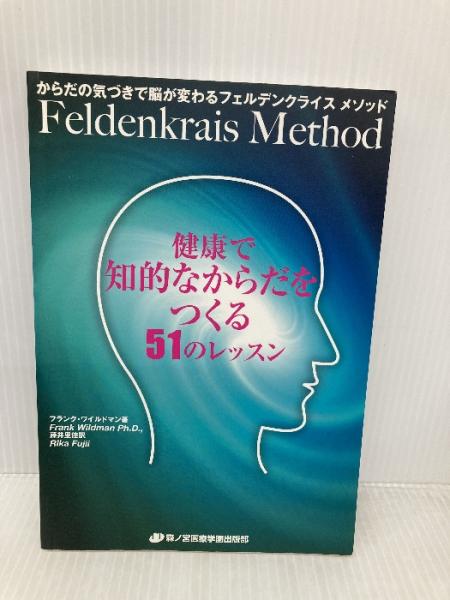 からだの気づきで脳が変わるフェルデンクライス メソッド
Feldenkrais Method
健康で
知的なからだを
つくる
51のレッスン
フランク・ワイルドマン著
Frank Wildman Ph.D.,
藤井里佳訳
Rika Fujii
森ノ宮医療学園出版部